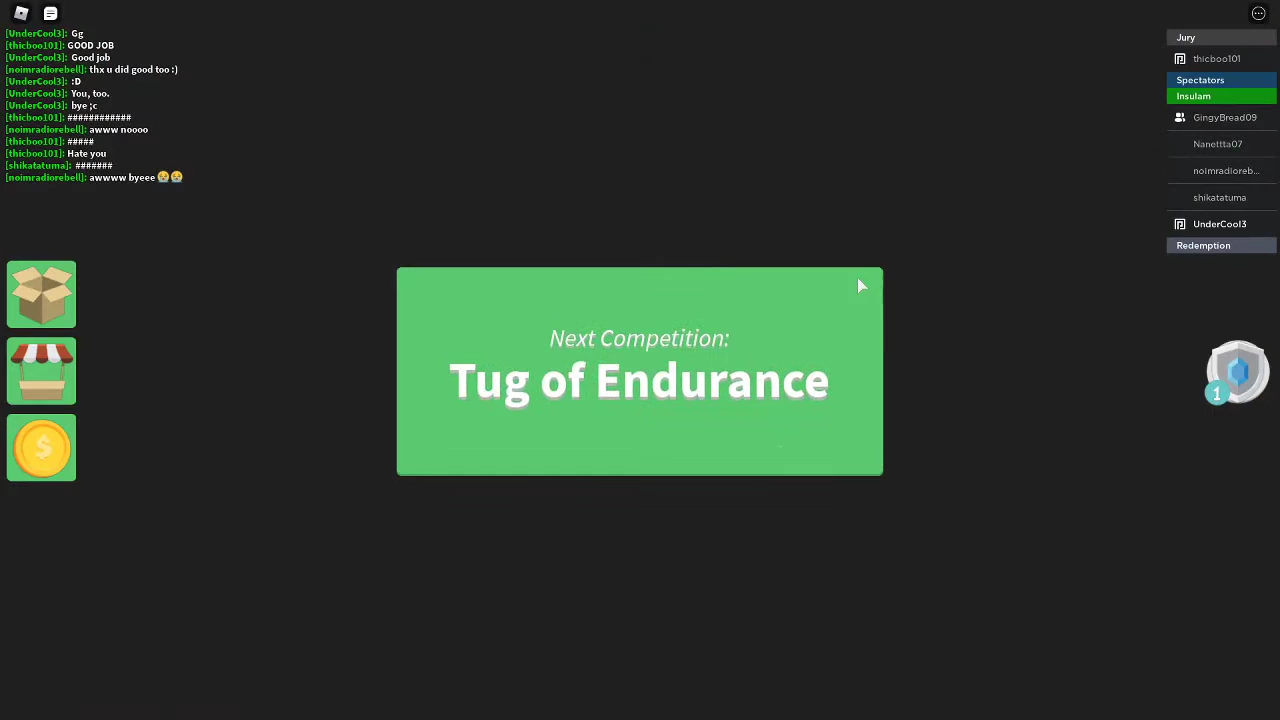 [UnderCool3]: Gg
[thicboo101]: GOOD JOB
[UnderCool3]: Good job
[noimradiorebell]: thx u did good too :)
[UnderCool3]: :D
[UnderCool3]: You, too.
[UnderCool3]: bye ;c
[thicboo101]: ############
[noimradiorebell]: awww noooo
[thicboo101]: #####
[thicboo101]: Hate you
[shikatatuma]: #######
[noimradiorebell]: awwww byeee 😭😭
Jury
thicboo101
Spectators
Insulam
GingyBread09
Nanettta07
noimradioreb...
shikatatuma
UnderCool3
Redemption
Next Competition:
Tug of Endurance
1